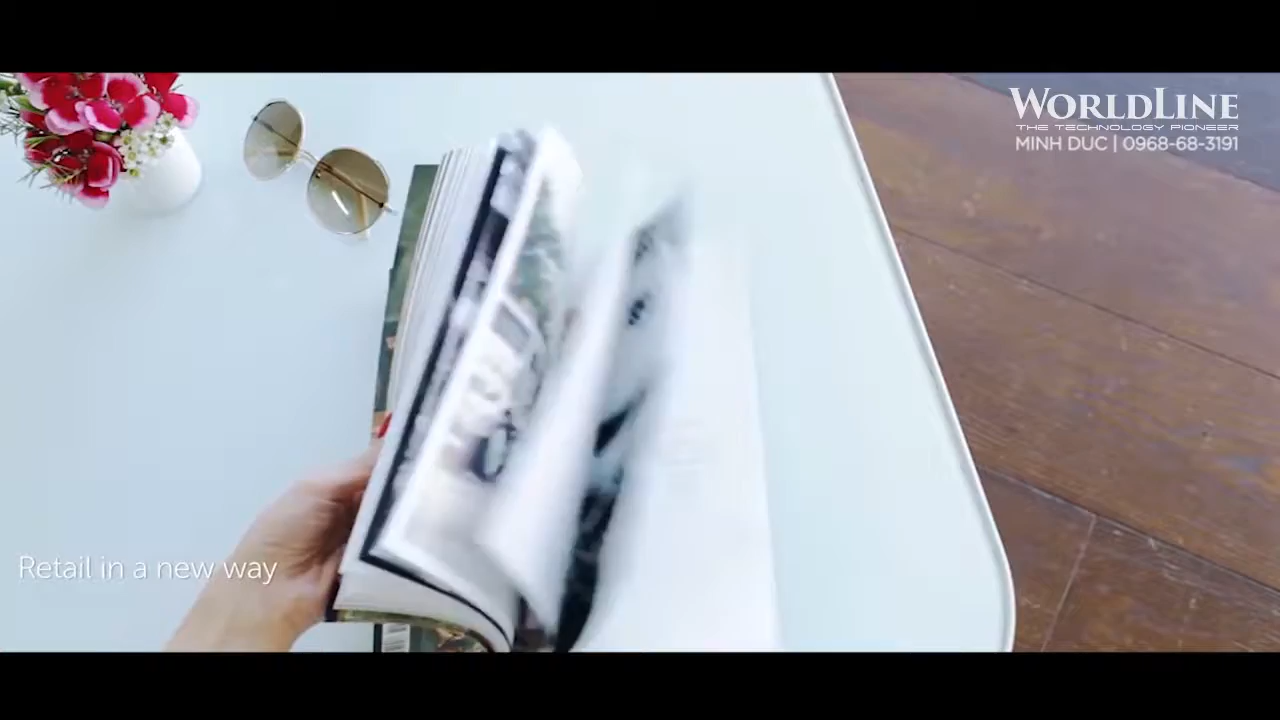 WORLDLINE
THE TECHNOLOGY PIONEER
MINH DUC | 0968-68-3191
Retail in a new way